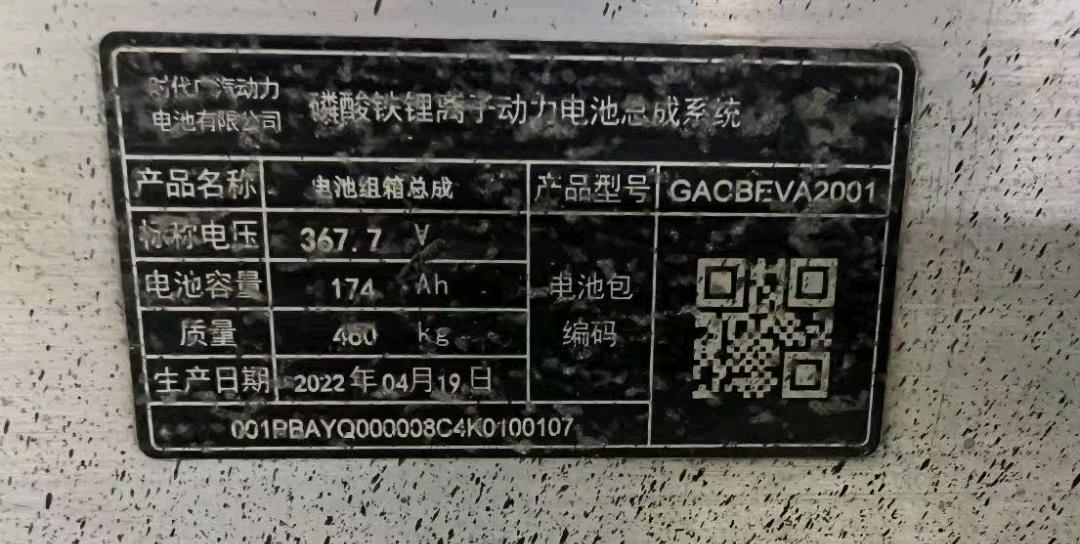 时代广汽动力
电池有限公司
磷酸铁锂离子动力电池总成系统
产品名称 电池组箱总成 产品型号 GACBEVA2001
标称电压 367.7 V
电池容量 174 Ah 电池包
质量 460 kg 编码
生产日期 2022年04月19日
001PBAYQ000008C4K0100107